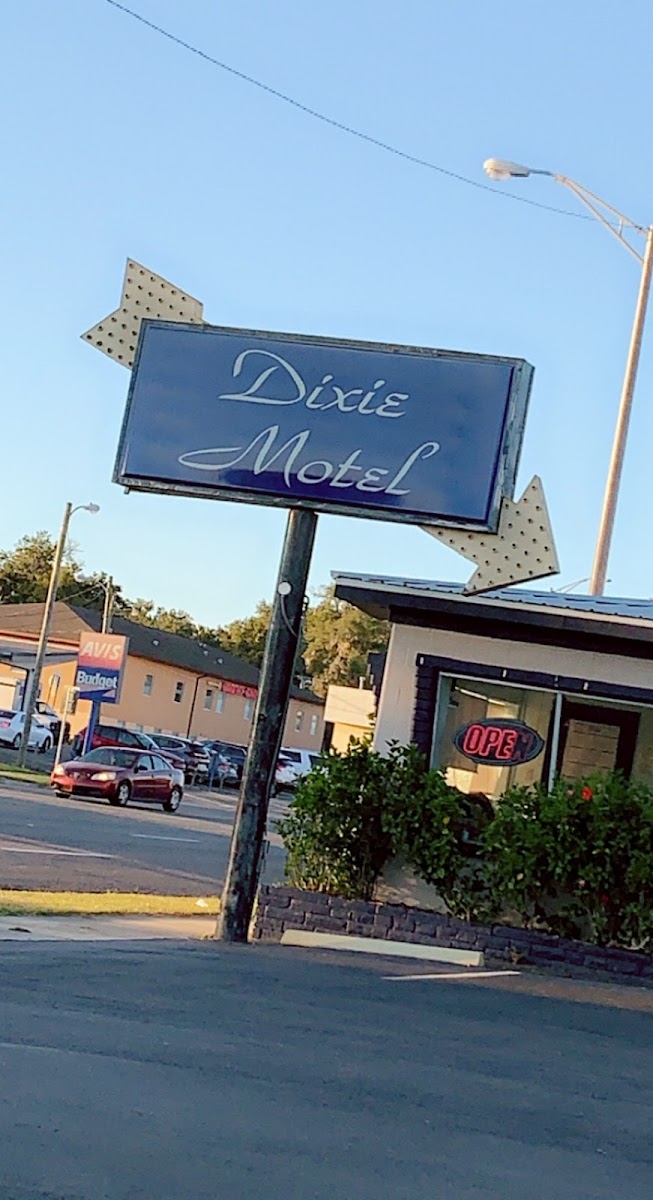 Dixie
Motel
AVIS
Budget
OPEN